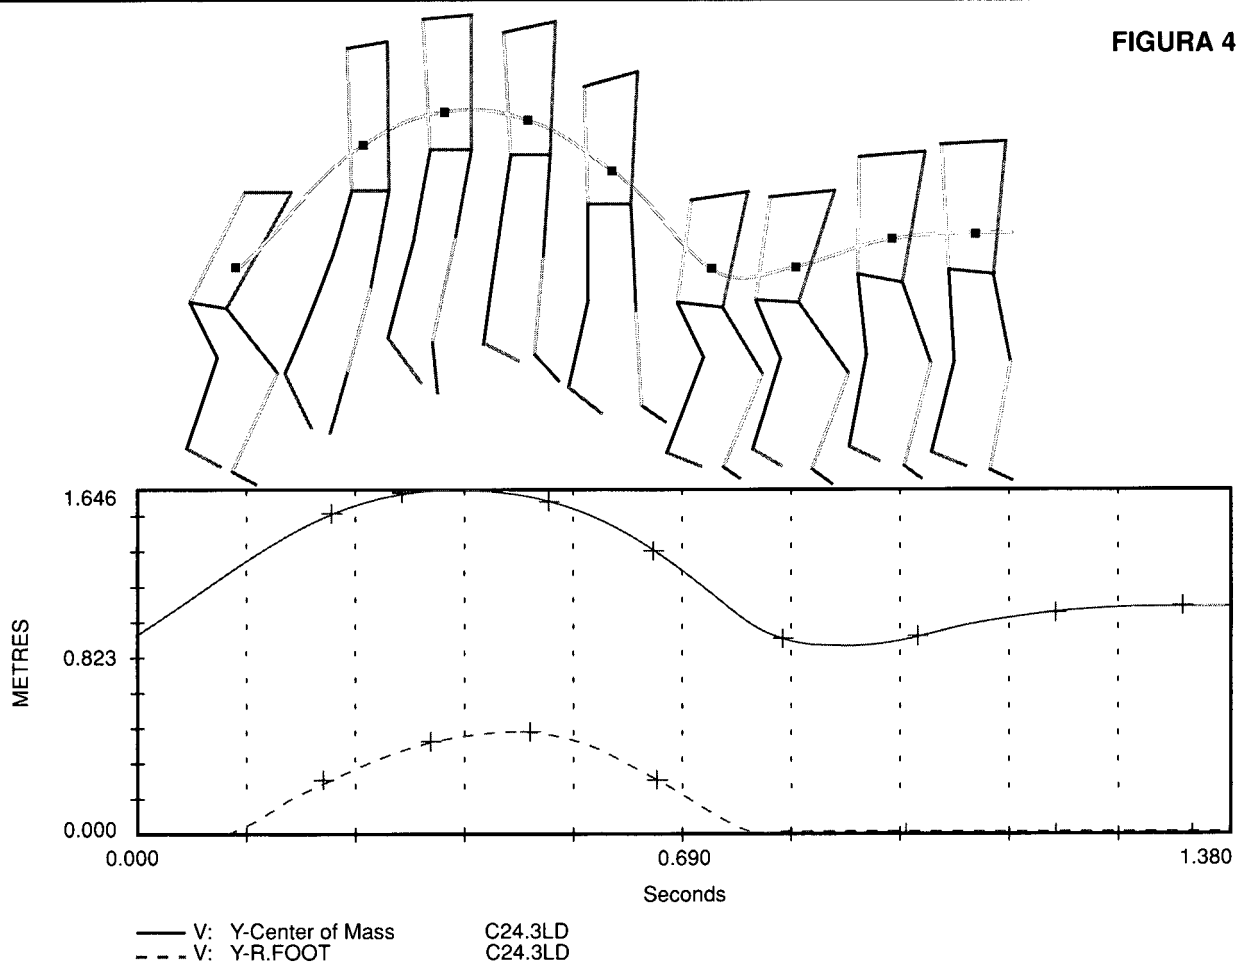 FIGURA 4
1.646
METRES
0.823
0.000
0.000 0.690 1.380
Seconds
V: Y-Center of Mass C24.3LD
V: Y-R.FOOT C24.3LD